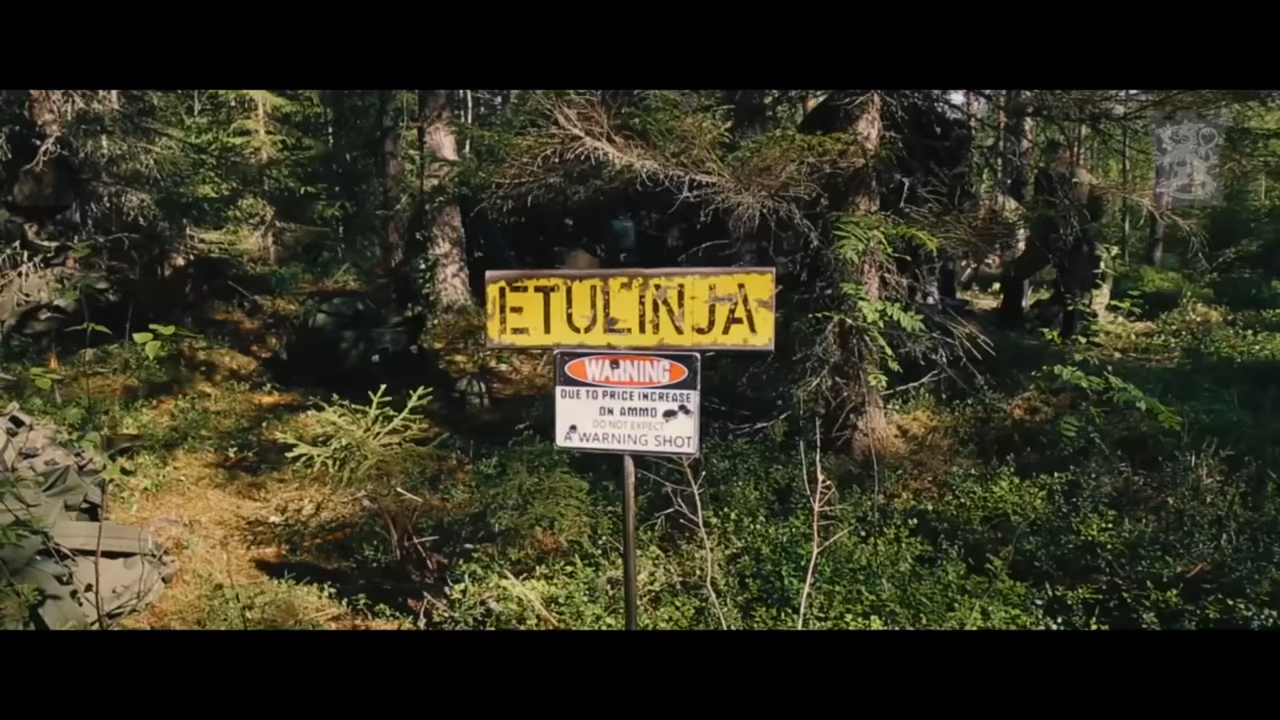 ETULINJA
WARNING
DUE TO PRICE INCREASE
ON AMMO
DO NOT EXPECT
A WARNING SHOT